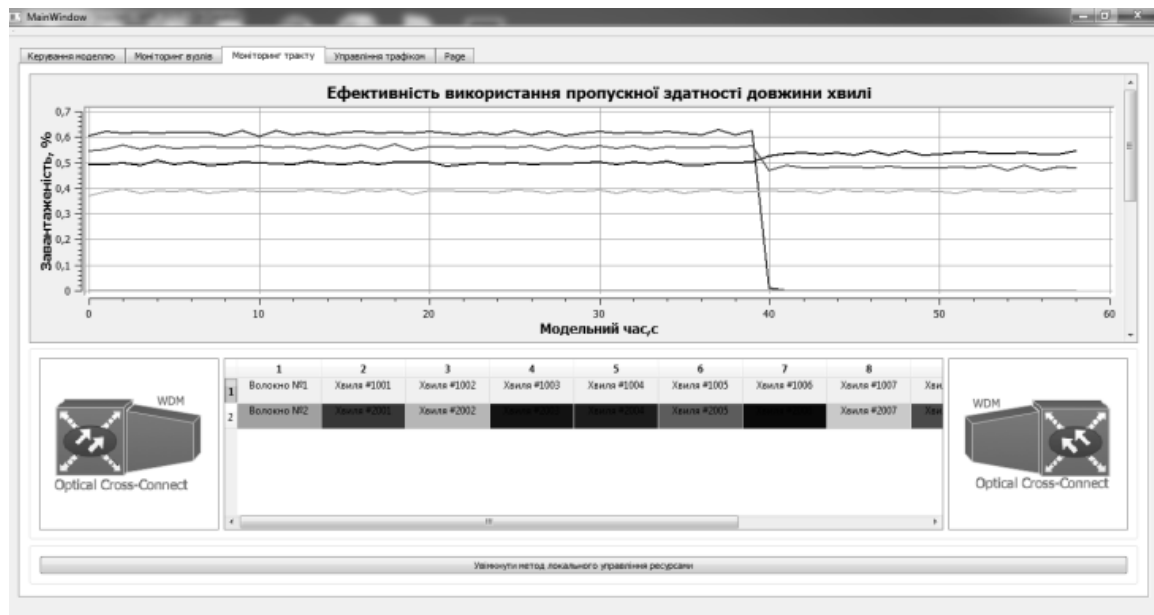 MainWindow
Керування моделлю Моніторинг вузлів Моніторинг тракту Управління трафіком Page
Ефективність використання пропускної здатності довжини хвилі
Завантаженість, %
0,7
0,6
0,5
0,4
0,3
0,2
0,1
0
0 10 20 30 40 50 60
Модельний час,с
1 2 3 4 5 6 7 8
1 Волокно №1 Хвиля #1001 Хвиля #1002 Хвиля #1003 Хвиля #1004 Хвиля #1005 Хвиля #1006 Хвиля #1007 Хви
2 Волокно №2 Хвиля #2001 Хвиля #2002 Хвиля #2004 Хвиля #2005 Хвиля #2007
WDM
Optical Cross-Connect
WDM
Optical Cross-Connect
Увімкнути метод локального управління ресурсами